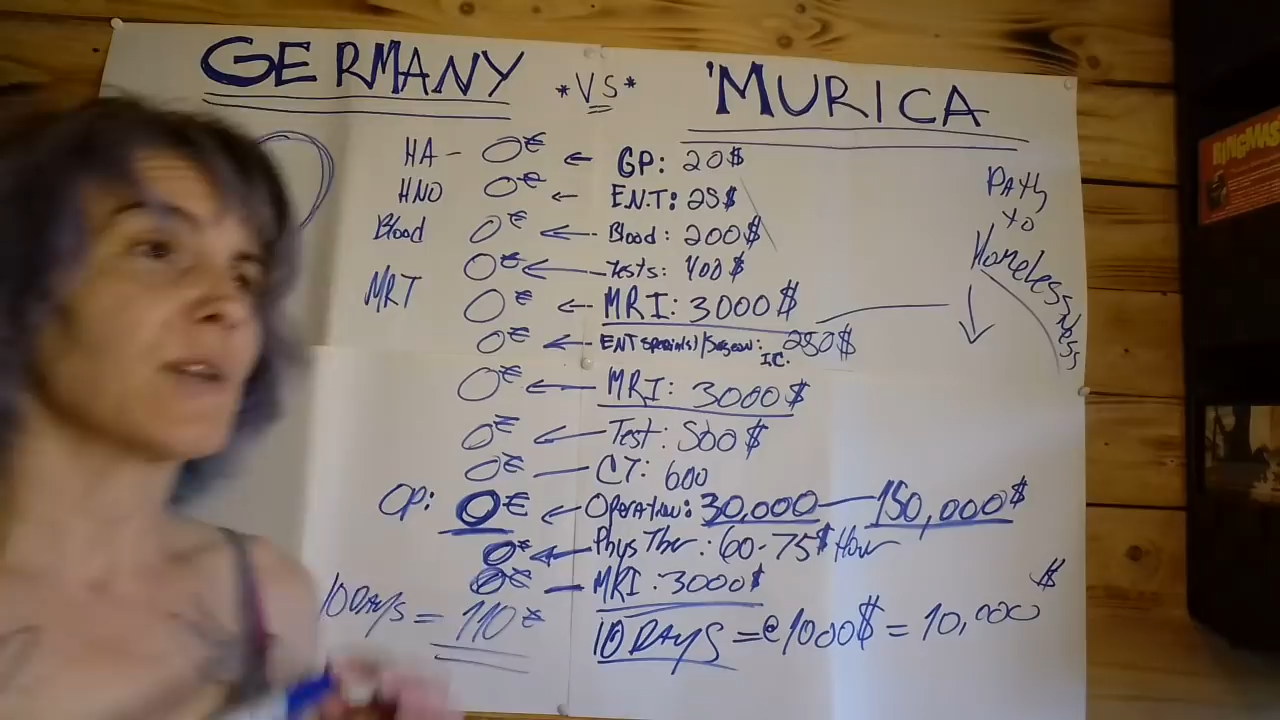 GERMANY *VS* 'MURICA
HA - 0€ ← GP: 20$
HNO 0€ ← E.N.T: 25$
Blood 0€ ← Blood: 200$
0€ ← Tests: 400$
MRT 0€ ← MRI: 3000$
0€ ← ENT 250$
I.C.
0€ ← MRI: 3000$
0€ ← Test: 500$
0€ — CT: 600
OP: 0€ ← Operation: 30,000 — 150,000$
0€ ← Phys Ther: 60-75$ Hour
0€ — MRI: 3000$
10 DAYS = 110€
10 DAYS = @1000$ = 10,000$
PATh
to
Homelessness